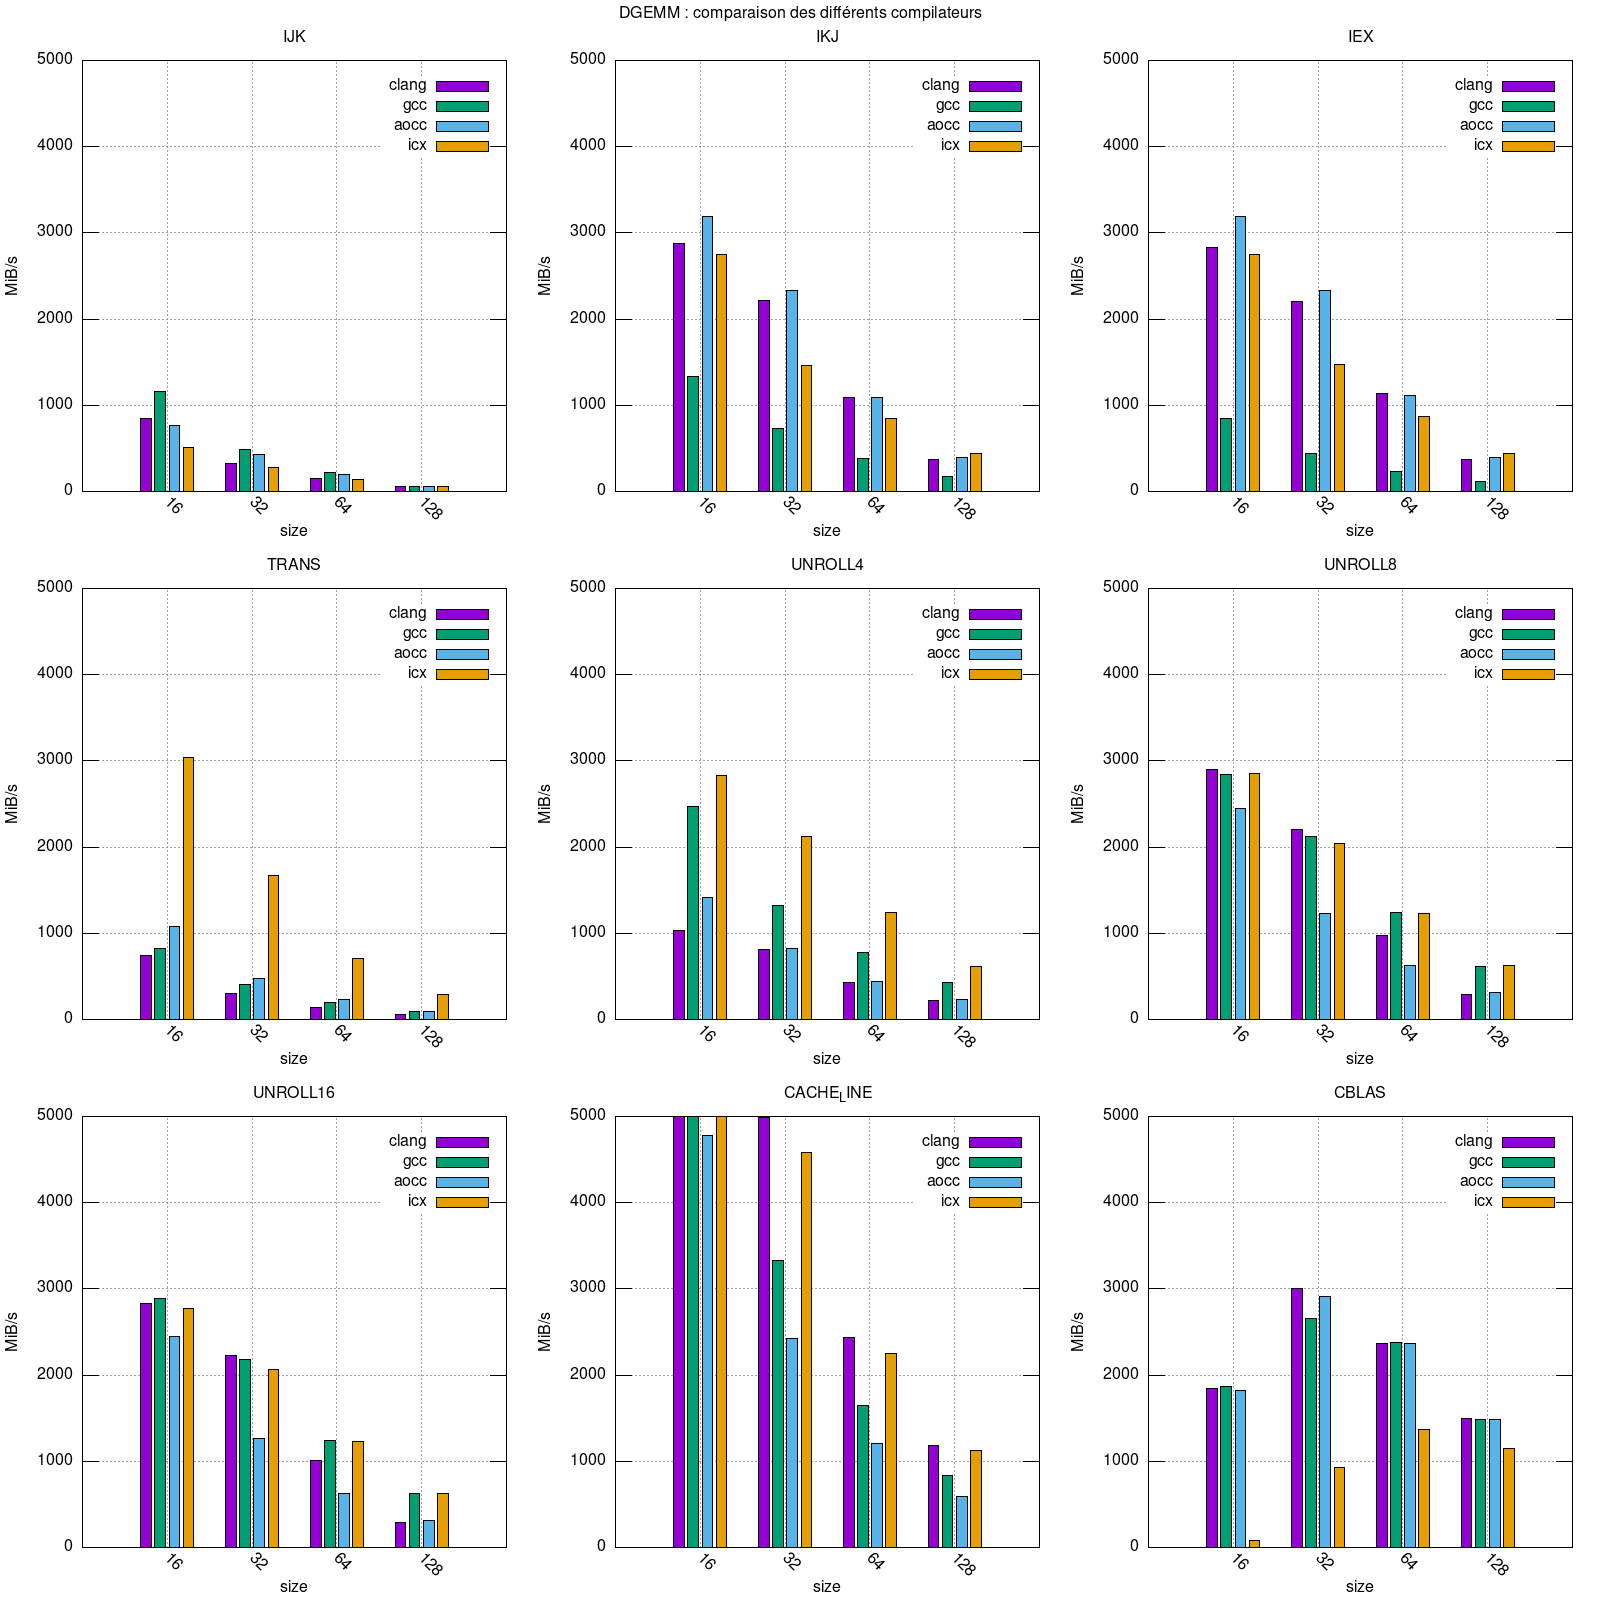 DGEMM : comparaison des différents compilateurs
IJK
5000
4000
3000
2000
1000
0
MiB/s
clang
gcc
aocc
icx
16
32
64
128
size
IKJ
5000
4000
3000
2000
1000
0
MiB/s
clang
gcc
aocc
icx
16
32
64
128
size
IEX
5000
4000
3000
2000
1000
0
MiB/s
clang
gcc
aocc
icx
16
32
64
128
size
TRANS
5000
4000
3000
2000
1000
0
MiB/s
clang
gcc
aocc
icx
16
32
64
128
size
UNROLL4
5000
4000
3000
2000
1000
0
MiB/s
clang
gcc
aocc
icx
16
32
64
128
size
UNROLL8
5000
4000
3000
2000
1000
0
MiB/s
clang
gcc
aocc
icx
16
32
64
128
size
UNROLL16
5000
4000
3000
2000
1000
0
MiB/s
clang
gcc
aocc
icx
16
32
64
128
size
CACHELINE
5000
4000
3000
2000
1000
0
MiB/s
clang
gcc
aocc
icx
16
32
64
128
size
CBLAS
5000
4000
3000
2000
1000
0
MiB/s
clang
gcc
aocc
icx
16
32
64
128
size